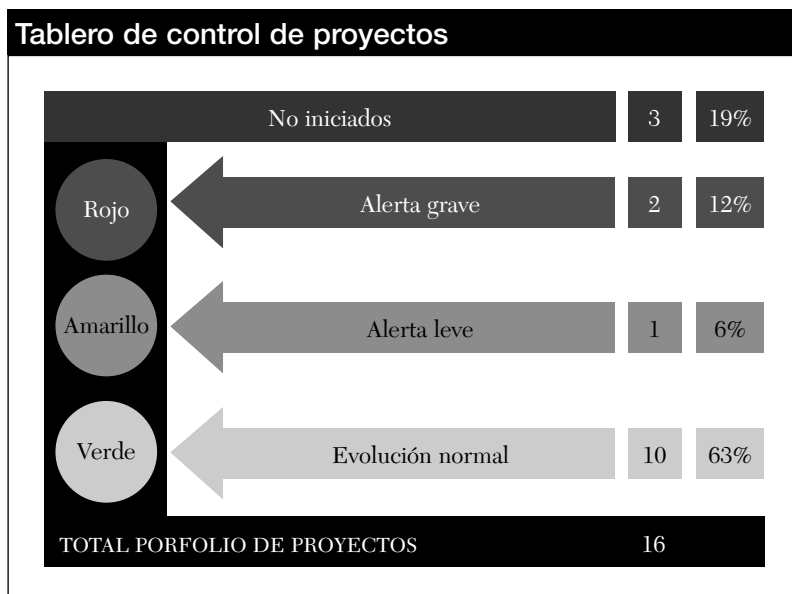 Tablero de control de proyectos
No iniciados 3 19%
Rojo Alerta grave 2 12%
Amarillo Alerta leve 1 6%
Verde Evolución normal 10 63%
TOTAL PORFOLIO DE PROYECTOS 16